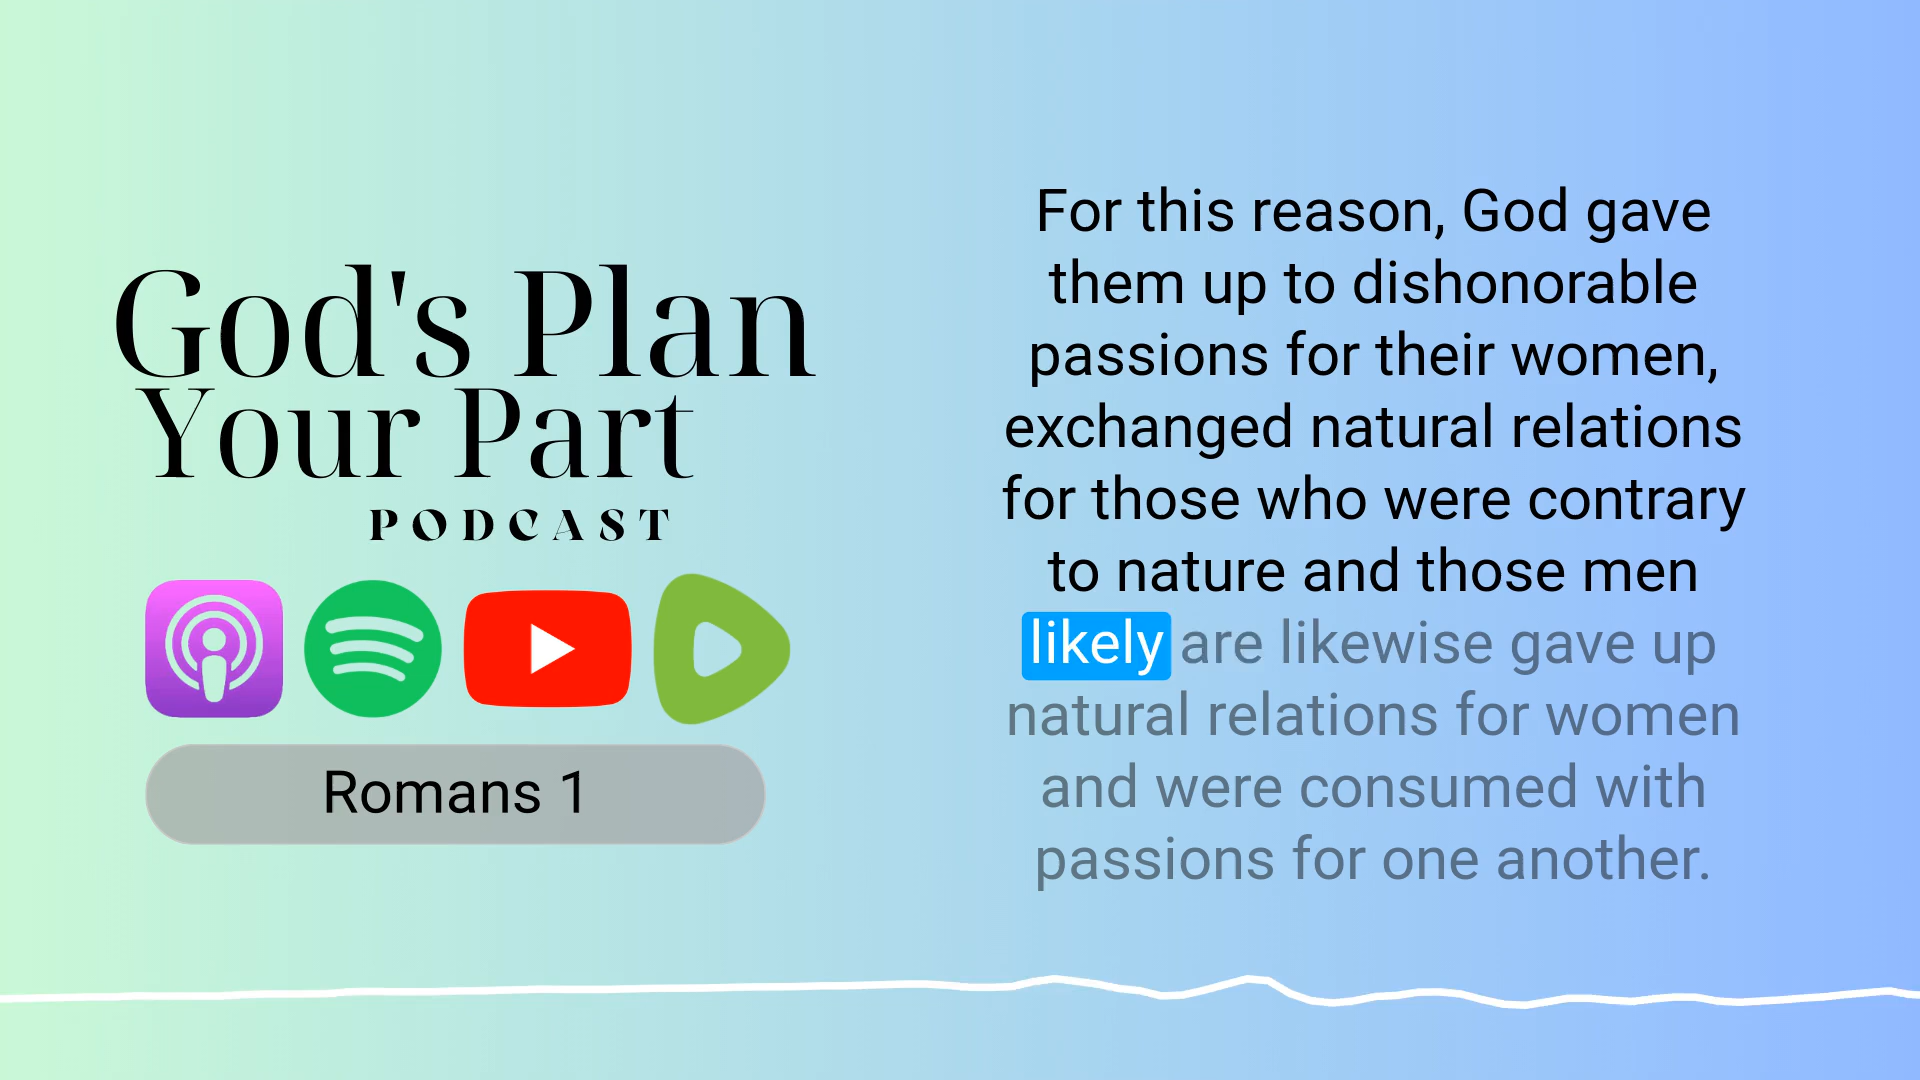 God's Plan
Your Part
PODCAST
Romans 1
For this reason, God gave
them up to dishonorable
passions for their women,
exchanged natural relations
for those who were contrary
to nature and those men
likely are likewise gave up
natural relations for women
and were consumed with
passions for one another.